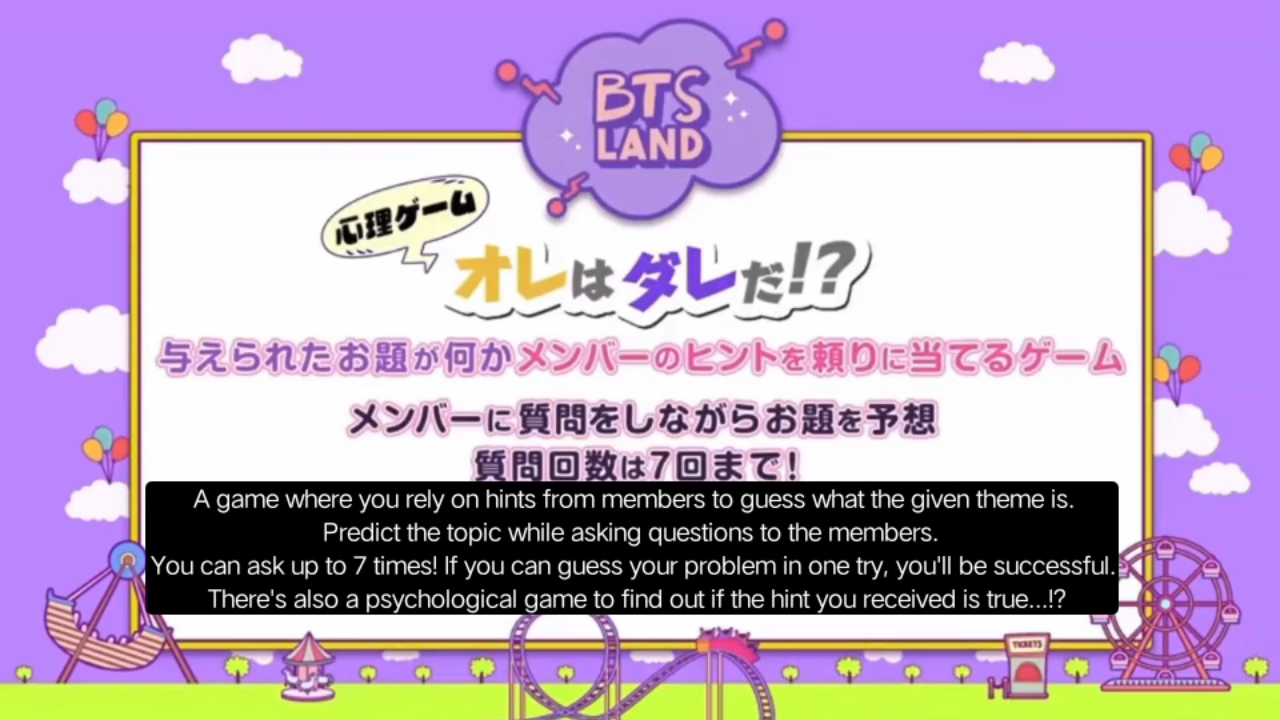 BTS
LAND
心理ゲーム
オレはダレだ!?
与えられたお題が何かメンバーのヒントを頼りに当てるゲーム
メンバーに質問をしながらお題を予想
質問回数は7回まで!
A game where you rely on hints from members to guess what the given theme is.
Predict the topic while asking questions to the members.
You can ask up to 7 times! If you can guess your problem in one try, you'll be successful.
There's also a psychological game to find out if the hint you received is true...!?
TICKETS